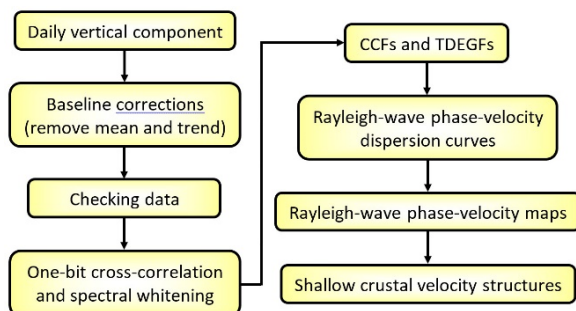 Daily vertical component
Baseline corrections
(remove mean and trend)
Checking data
One-bit cross-correlation
and spectral whitening
CCFs and TDEGFs
Rayleigh-wave phase-velocity
dispersion curves
Rayleigh-wave phase-velocity maps
Shallow crustal velocity structures